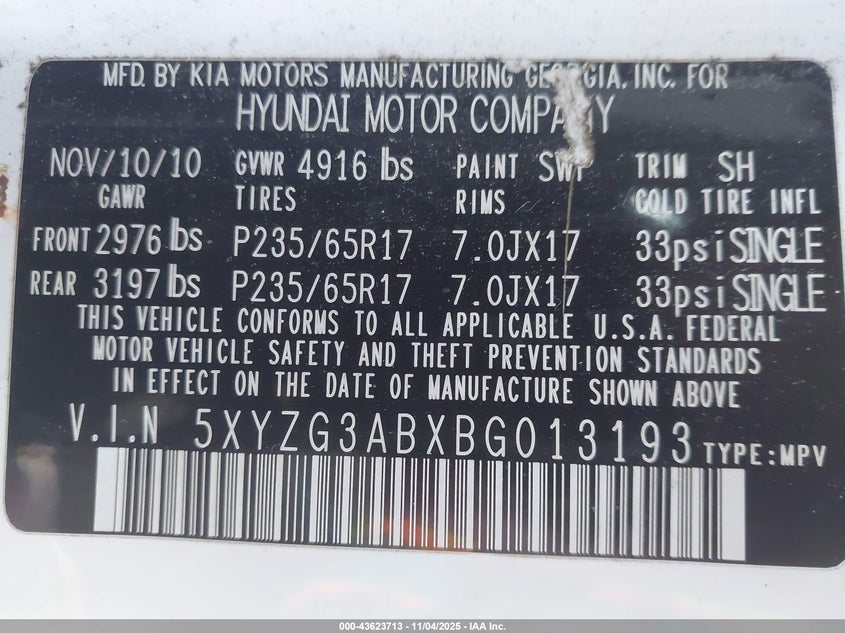 MFD. BY KIA MOTORS MANUFACTURING GEORGIA, INC. FOR
HYUNDAI MOTOR COMPANY
NOV/10/10 GVWR 4916 lbs PAINT SWP TRIM SH
GAWR TIRES RIMS COLD TIRE INFL
FRONT 2976 lbs P235/65R17 7.0JX17 33psi SINGLE
REAR 3197 lbs P235/65R17 7.0JX17 33psi SINGLE
THIS VEHICLE CONFORMS TO ALL APPLICABLE U.S.A. FEDERAL
MOTOR VEHICLE SAFETY AND THEFT PREVENTION STANDARDS
IN EFFECT ON THE DATE OF MANUFACTURE SHOWN ABOVE
V.I.N 5XYZG3ABXBG013193 TYPE:MPV
000-43623713 - 11/04/2025 - IAA Inc.